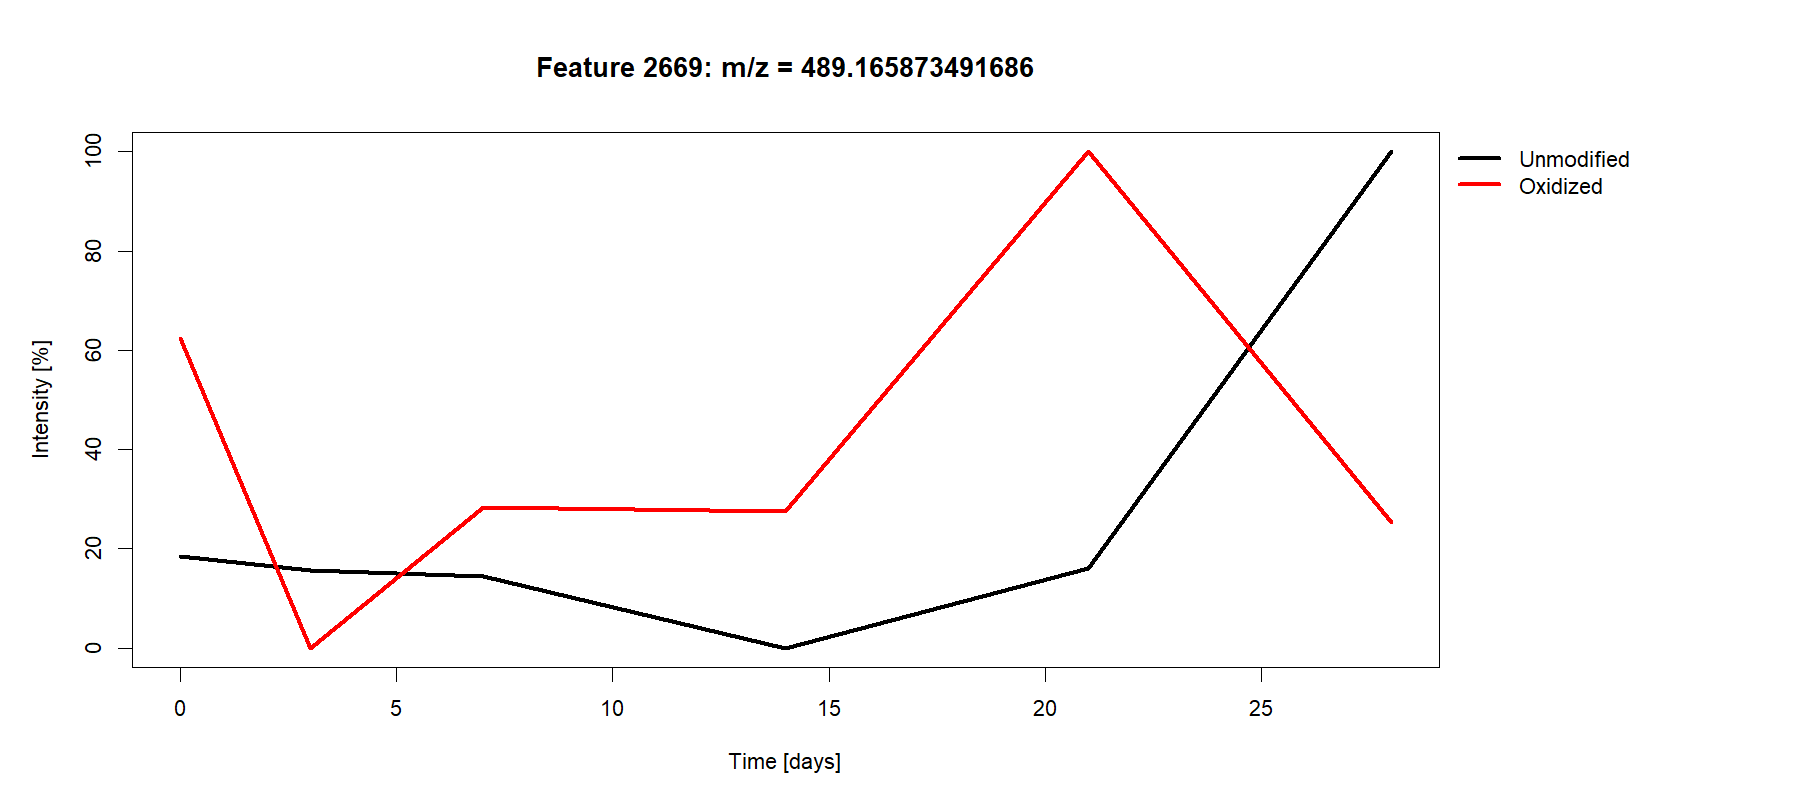 Feature 2669: m/z = 489.165873491686
Unmodified
Oxidized
Intensity [%]
100
80
60
40
20
0
0 5 10 15 20 25
Time [days]